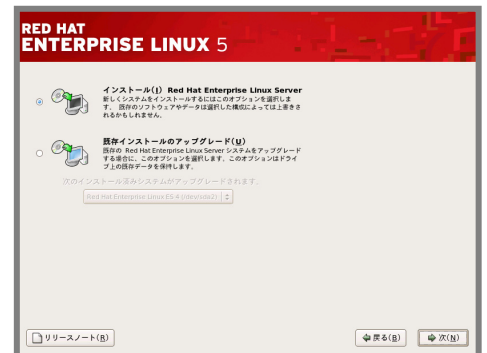 RED HAT
ENTERPRISE LINUX 5
インストール(I) Red Hat Enterprise Linux Server
新しくシステムをインストールするにはこのオプションを選択しま
す。 既存のソフトウェアやデータは選択した構成によっては上書きさ
れるかもしれません。
既存インストールのアップグレード(U)
既存の Red Hat Enterprise Linux Server システムをアップグレード
する場合に、このオプションを選択します。このオプションはドライ
ブ上の既存データを保持します。
次のインストール済みシステムがアップグレードされます。
Red Hat Enterprise Linux ES 4 (/dev/sda2)
リリースノート(R)
戻る(B)
次(N)